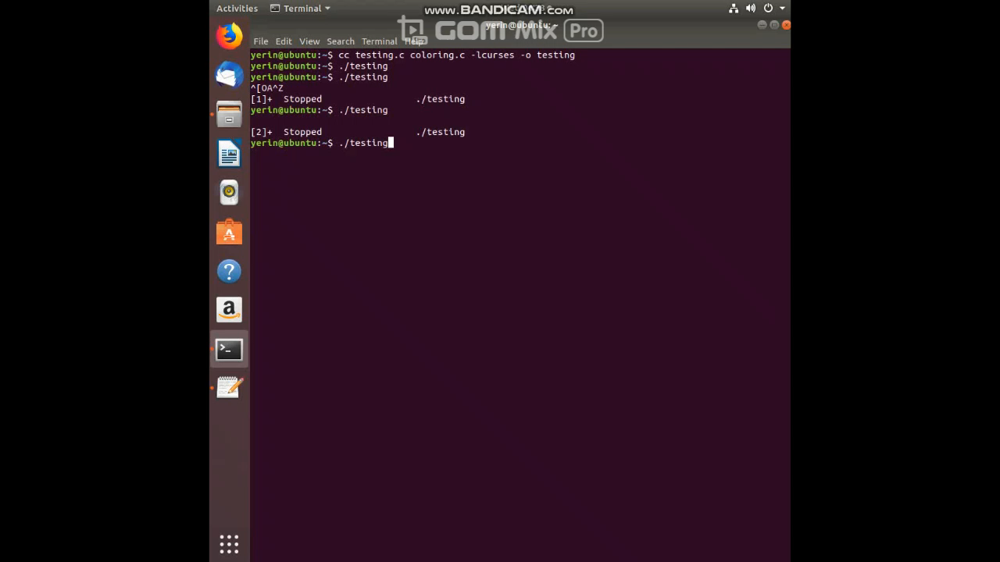 Activities Terminal www.BANDICAM.com
GOM Mix Pro
yerin@ubuntu: ~
File Edit View Search Terminal Help
yerin@ubuntu:~$ cc testing.c coloring.c -lcurses -o testing
yerin@ubuntu:~$ ./testing
yerin@ubuntu:~$ ./testing
^[OA^Z
[1]+ Stopped ./testing
yerin@ubuntu:~$ ./testing
[2]+ Stopped ./testing
yerin@ubuntu:~$ ./testing